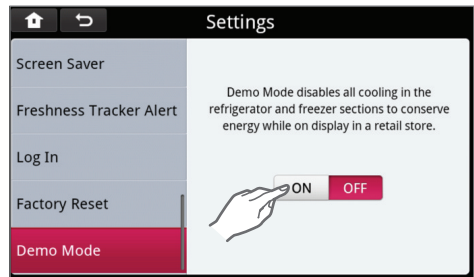 Settings
Screen Saver
Freshness Tracker Alert
Log In
Factory Reset
Demo Mode
Demo Mode disables all cooling in the
refrigerator and freezer sections to conserve
energy while on display in a retail store.
ON OFF